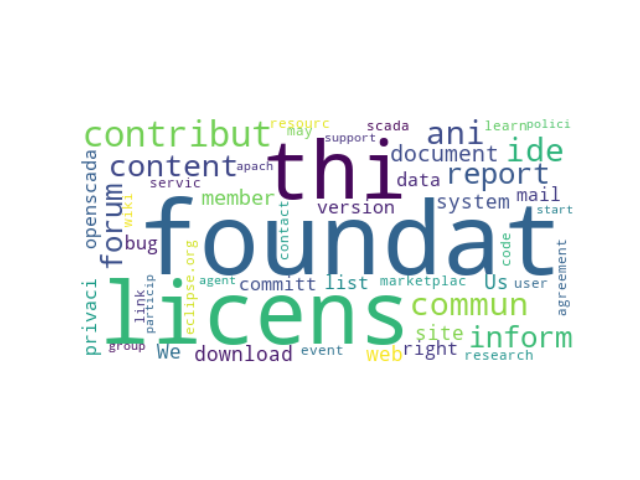 resourc
scada
learn
polici
contribut
may
support
ani
ide
thi
document
content
apach
report
openscada
servic
data
forum
member
version
system
mail
wiki
contact
start
foundat
bug
code
eclipse.org
agreement
agent
committ
list
marketplac
Us
user
licens
link
particip
commun
privaci
site
inform
group
We
download
event
web
right
research